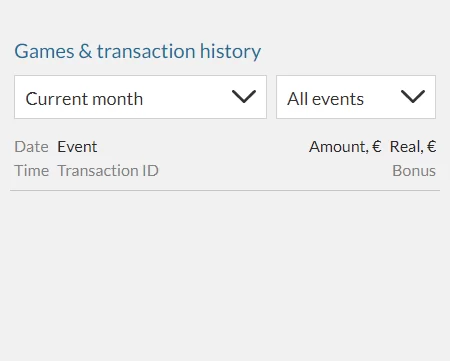 Games & transaction history
Current month All events
Date Event Amount, € Real, €
Time Transaction ID Bonus